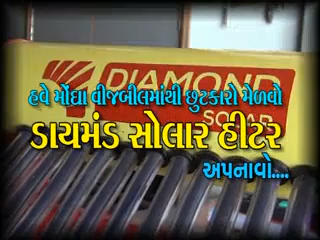 DIAMOND
SOLAR
હવે મોંઘા વીજબીલમાંથી છુટકારો મેળવો
ડાયમંડ સોલાર હીટર
અપનાવો....